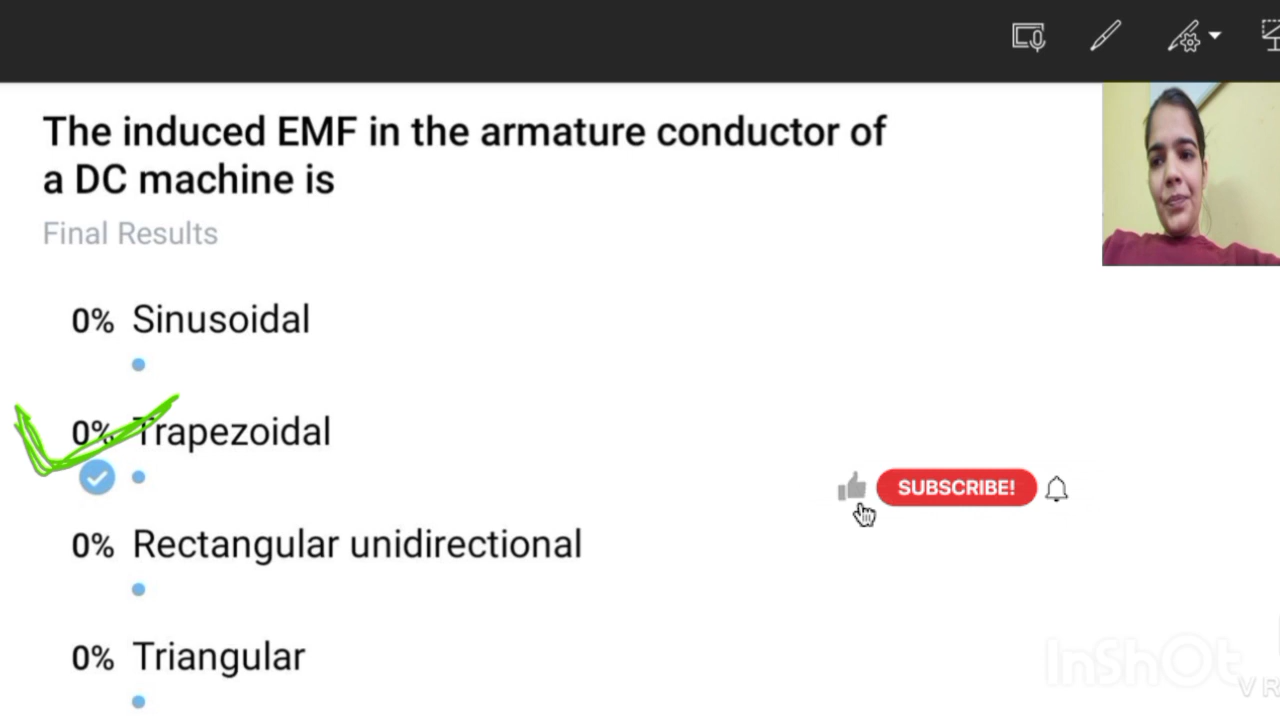 The induced EMF in the armature conductor of
a DC machine is
Final Results
0% Sinusoidal
0% Trapezoidal
SUBSCRIBE!
0% Rectangular unidirectional
0% Triangular
InShOt